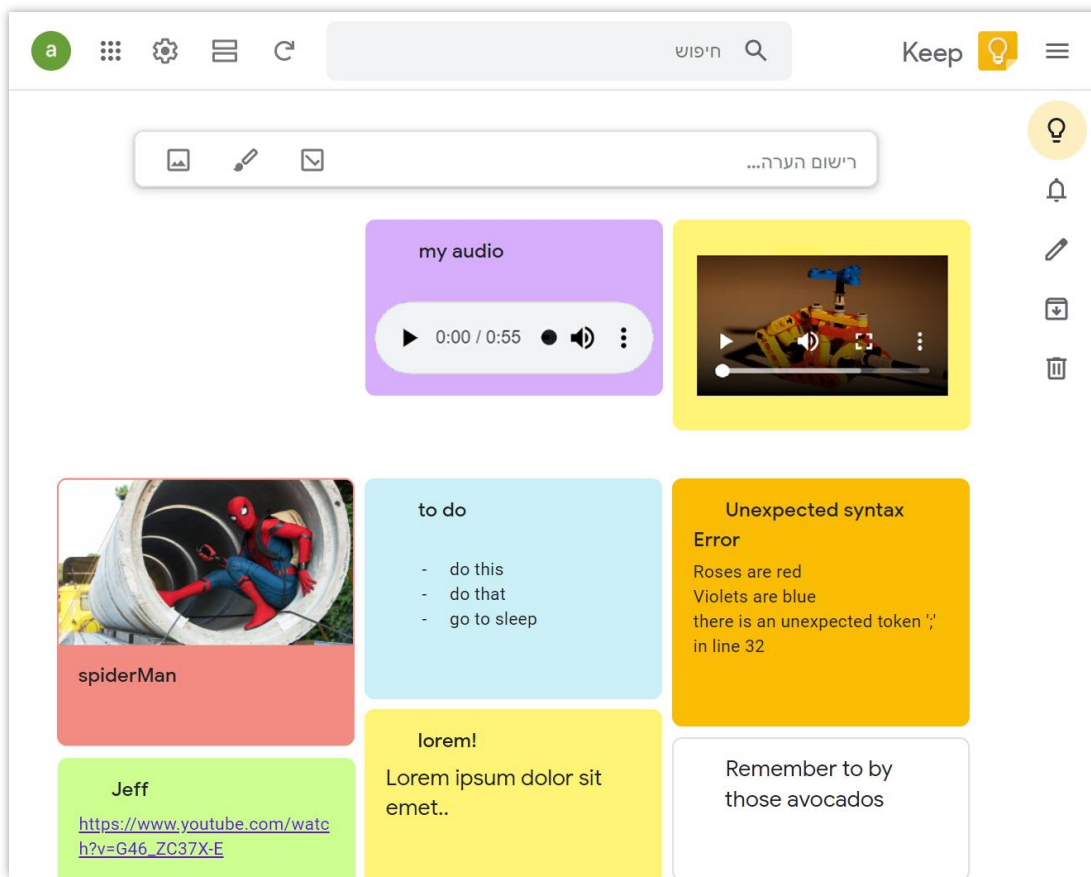 Keep
חיפוש
a
רישום הערה...
my audio
0:00 / 0:55
spiderMan
to do
- do this
- do that
- go to sleep
Unexpected syntax
Error
Roses are red
Violets are blue
there is an unexpected token ';'
in line 32
Jeff
https://www.youtube.com/watc
h?v=G46_ZC37X-E
lorem!
Lorem ipsum dolor sit
emet..
Remember to by
those avocados